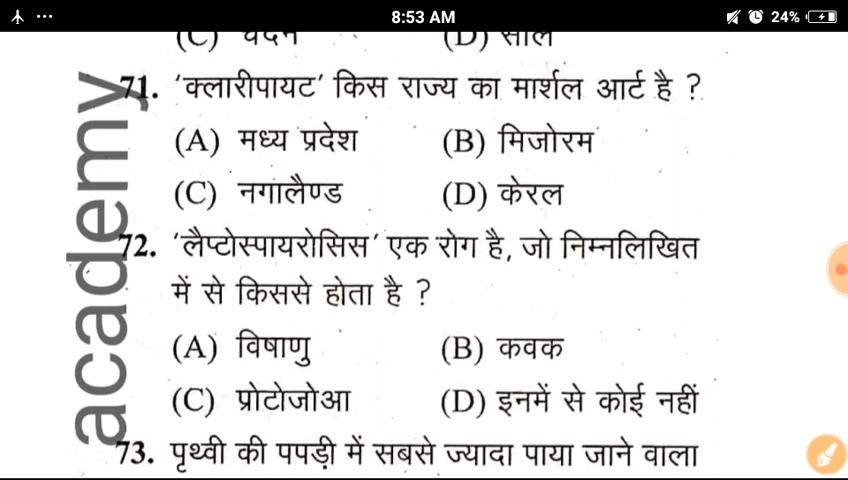 8:53 AM
24%
(C) चंदन (D) साल
71. 'क्लारीपायट' किस राज्य का मार्शल आर्ट है ?
(A) मध्य प्रदेश (B) मिजोरम
(C) नगालैण्ड (D) केरल
72. 'लैप्टोस्पायरोसिस' एक रोग है, जो निम्नलिखित
में से किससे होता है ?
(A) विषाणु (B) कवक
(C) प्रोटोजोआ (D) इनमें से कोई नहीं
73. पृथ्वी की पपड़ी में सबसे ज्यादा पाया जाने वाला
academy